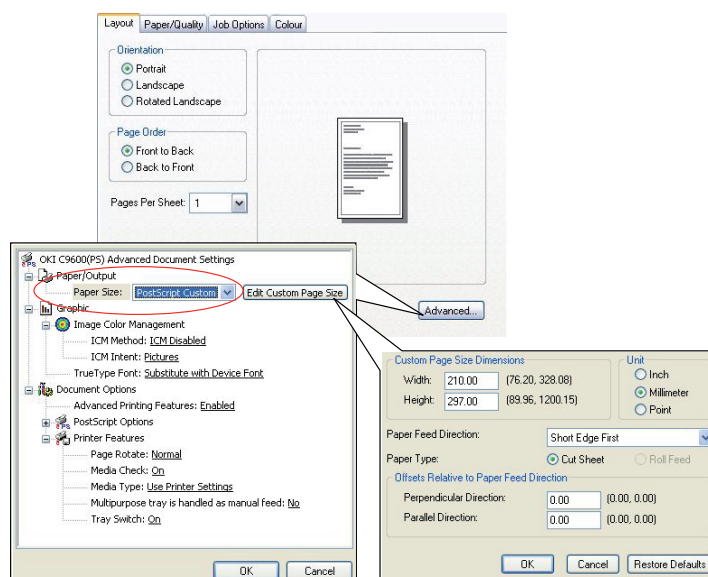 Layout Paper/Quality Job Options Colour
Orientation
Portrait
Landscape
Rotated Landscape
Page Order
Front to Back
Back to Front
Pages Per Sheet: 1
Advanced...
OKI C9600(PS) Advanced Document Settings
Paper/Output
Paper Size: PostScript Custom Edit Custom Page Size
Graphic
Image Color Management
ICM Method: ICM Disabled
ICM Intent: Pictures
TrueType Font: Substitute with Device Font
Document Options
Advanced Printing Features: Enabled
PostScript Options
Printer Features
Page Rotate: Normal
Media Check: On
Media Type: Use Printer Settings
Multipurpose tray is handled as manual feed: No
Tray Switch: On
OK Cancel
Custom Page Size Dimensions
Width: 210.00 (76.20, 328.08)
Height: 297.00 (89.96, 1200.15)
Unit
Inch
Millimeter
Point
Paper Feed Direction: Short Edge First
Paper Type: Cut Sheet Roll Feed
Offsets Relative to Paper Feed Direction
Perpendicular Direction: 0.00 (0.00, 0.00)
Parallel Direction: 0.00 (0.00, 0.00)
OK Cancel Restore Defaults